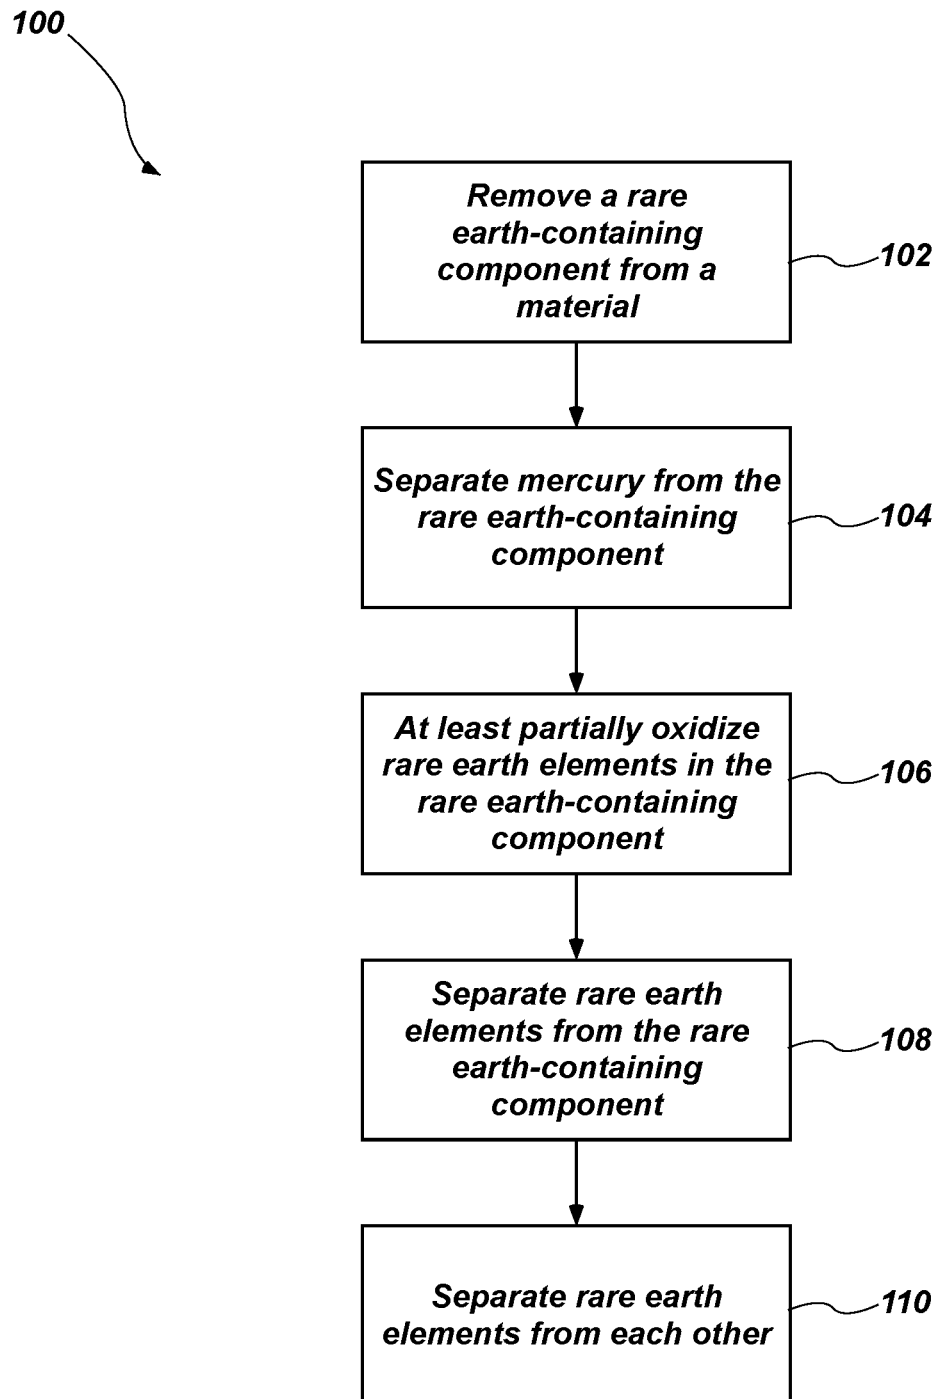 100
Remove a rare
earth-containing
component from a
material
102
Separate mercury from the
rare earth-containing
component
104
At least partially oxidize
rare earth elements in the
rare earth-containing
component
106
Separate rare earth
elements from the rare
earth-containing
component
108
Separate rare earth
elements from each other
110